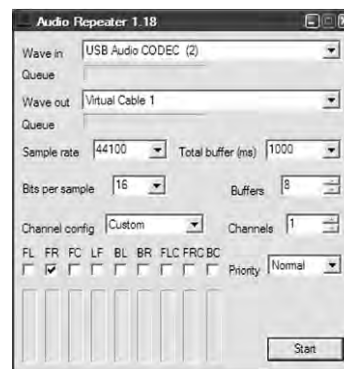 Audio Repeater 1.18
Wave in USB Audio CODEC (2)
Queue
Wave out Virtual Cable 1
Queue
Sample rate 44100 Total buffer (ms) 1000
Bits per sample 16 Buffers 8
Channel config Custom Channels 1
FL FR FC LF BL BR FLC FRC BC
Priority Normal
Start